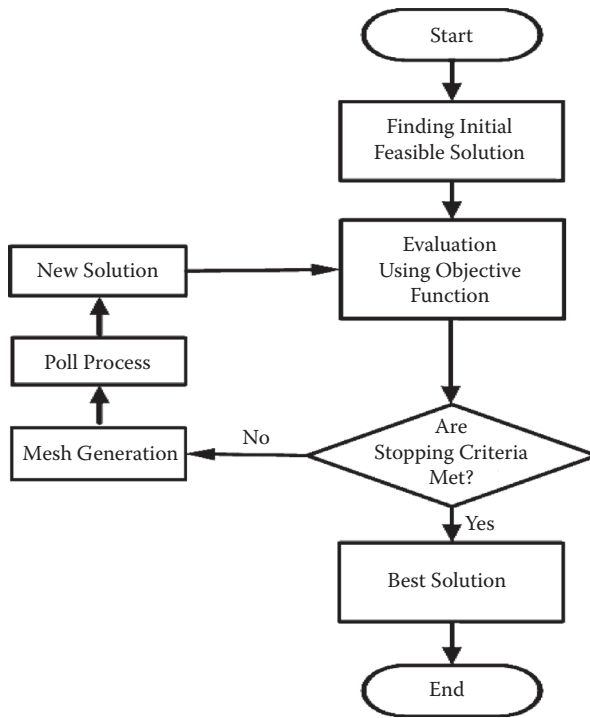 Start
Finding Initial
Feasible Solution
Evaluation
Using Objective
Function
New Solution
Poll Process
Mesh Generation
No
Are
Stopping Criteria
Met?
Yes
Best Solution
End